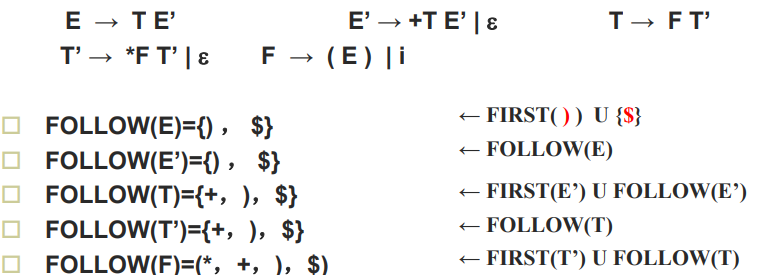 E → T E’ E’ → +T E’ | ε T → F T’
T’ → *F T’ | ε F → ( E ) | i
FOLLOW(E)={)， $} ← FIRST( ) ) U {$}
FOLLOW(E’)={)， $} ← FOLLOW(E)
FOLLOW(T)={+， )， $} ← FIRST(E’) U FOLLOW(E’)
FOLLOW(T’)={+， )， $} ← FOLLOW(T)
FOLLOW(F)=(*， +， )， $) ← FIRST(T’) U FOLLOW(T)